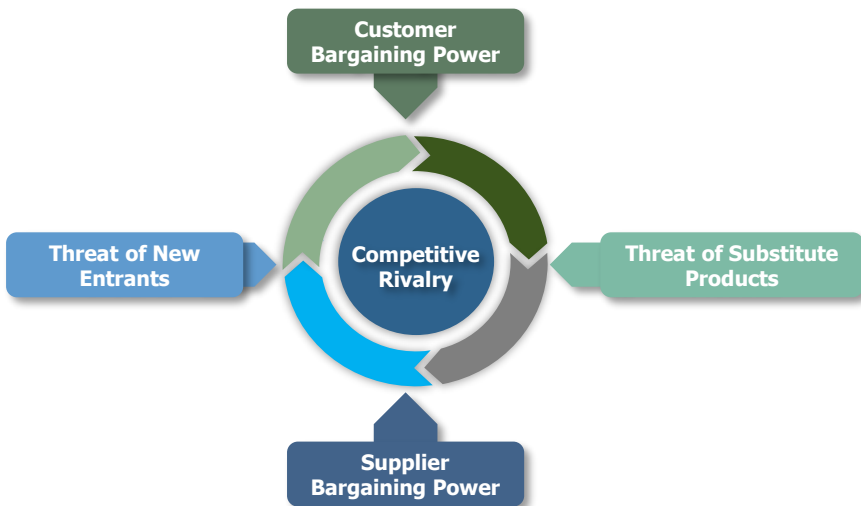 Customer
Bargaining Power
Threat of New
Entrants
Competitive
Rivalry
Threat of Substitute
Products
Supplier
Bargaining Power